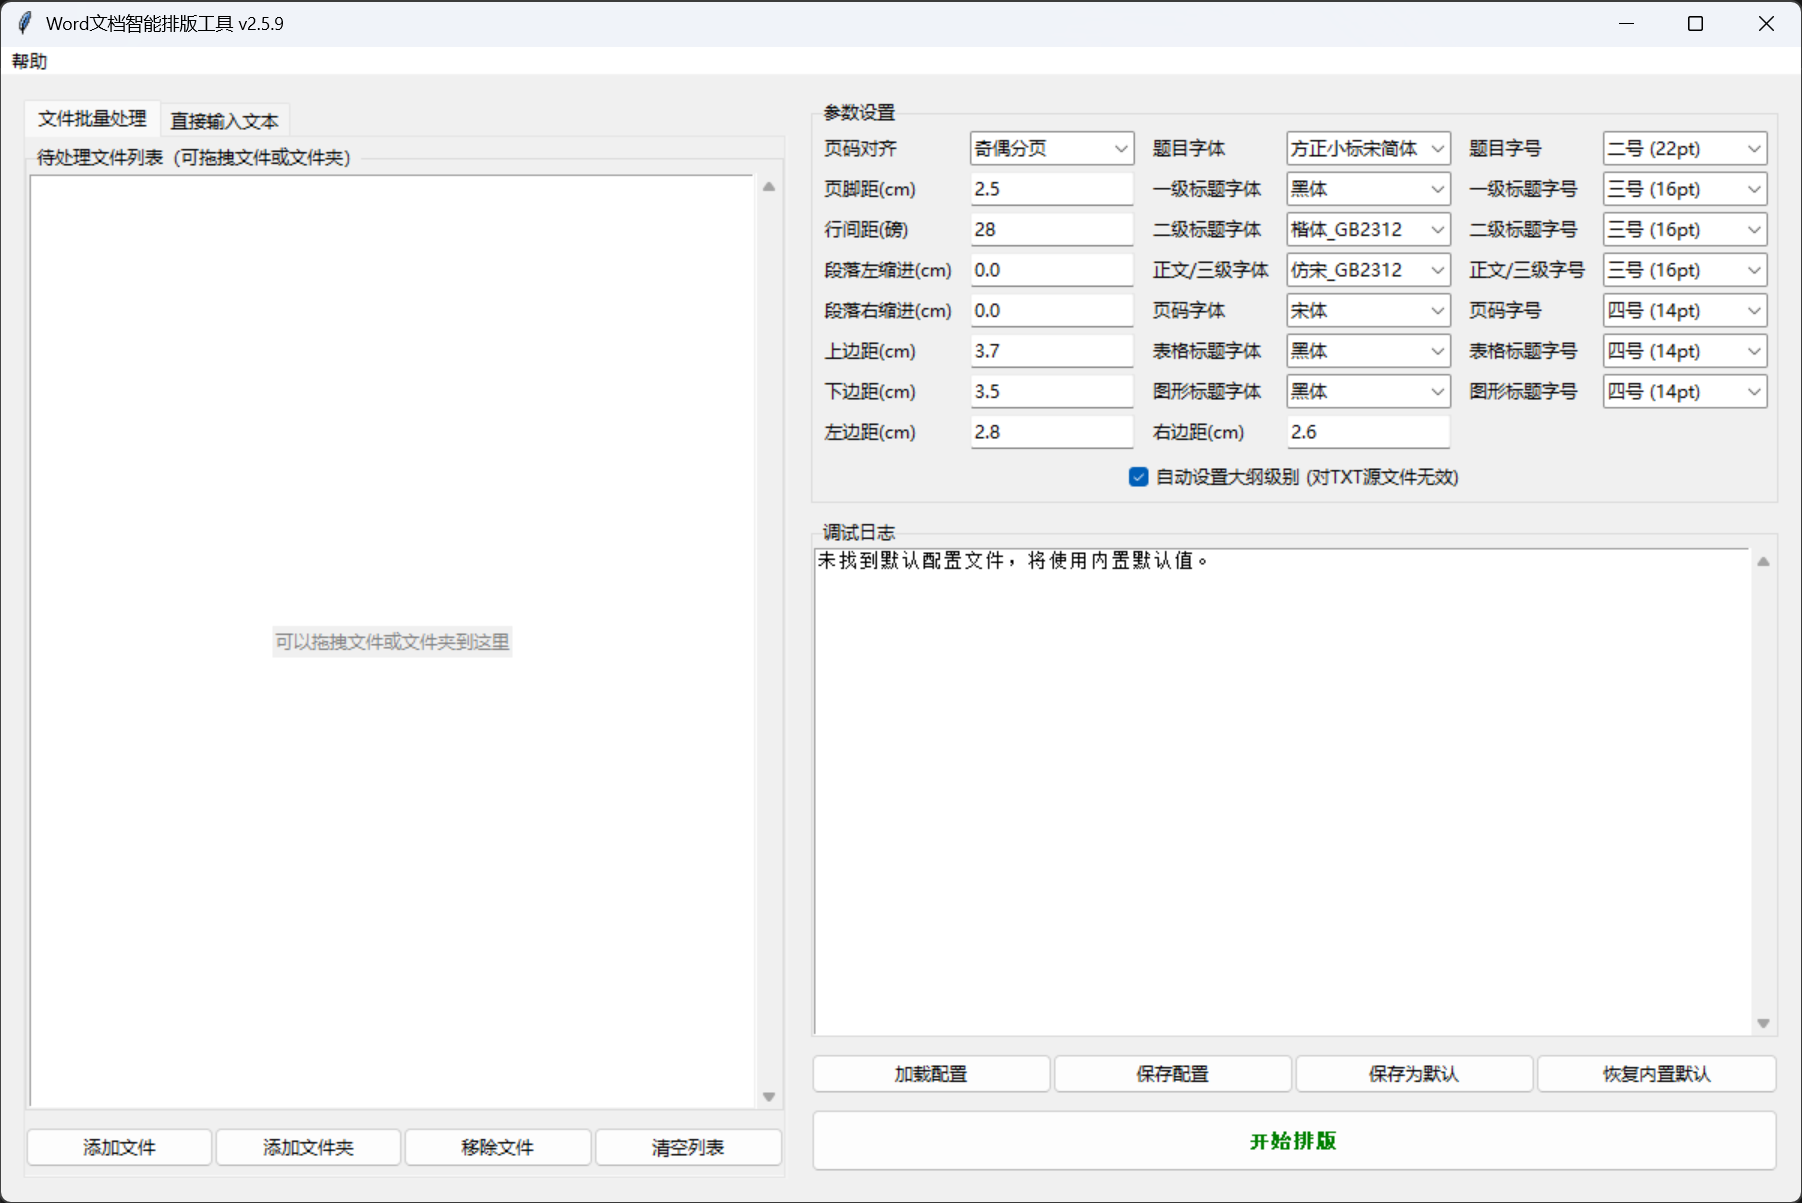 Word文档智能排版工具 v2.5.9
帮助
文件批量处理 直接输入文本
待处理文件列表 (可拖拽文件或文件夹)
可以拖拽文件或文件夹到这里
添加文件 添加文件夹 移除文件 清空列表
参数设置
页码对齐 奇偶分页 题目字体 方正小标宋简体 题目字号 二号 (22pt)
页脚距(cm) 2.5 一级标题字体 黑体 一级标题字号 三号 (16pt)
行间距(磅) 28 二级标题字体 楷体_GB2312 二级标题字号 三号 (16pt)
段落左缩进(cm) 0.0 正文/三级字体 仿宋_GB2312 正文/三级字号 三号 (16pt)
段落右缩进(cm) 0.0 页码字体 宋体 页码字号 四号 (14pt)
上边距(cm) 3.7 表格标题字体 黑体 表格标题字号 四号 (14pt)
下边距(cm) 3.5 图形标题字体 黑体 图形标题字号 四号 (14pt)
左边距(cm) 2.8 右边距(cm) 2.6
自动设置大纲级别 (对TXT源文件无效)
调试日志
未找到默认配置文件，将使用内置默认值。
加载配置 保存配置 保存为默认 恢复内置默认
开始排版